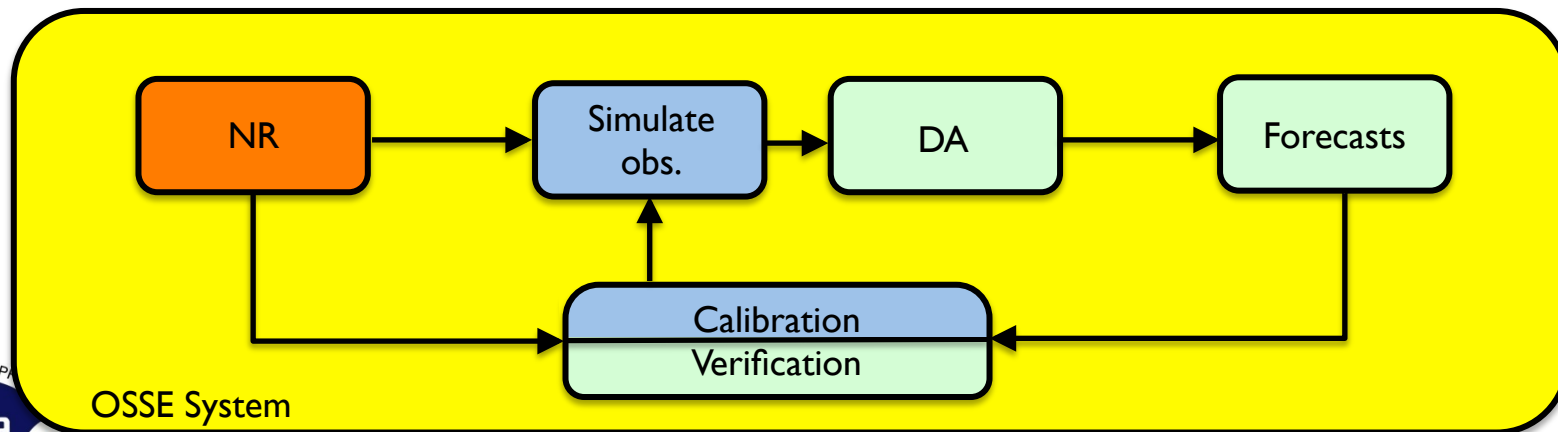 NR
Simulate
obs.
DA
Forecasts
Calibration
Verification
OSSE System